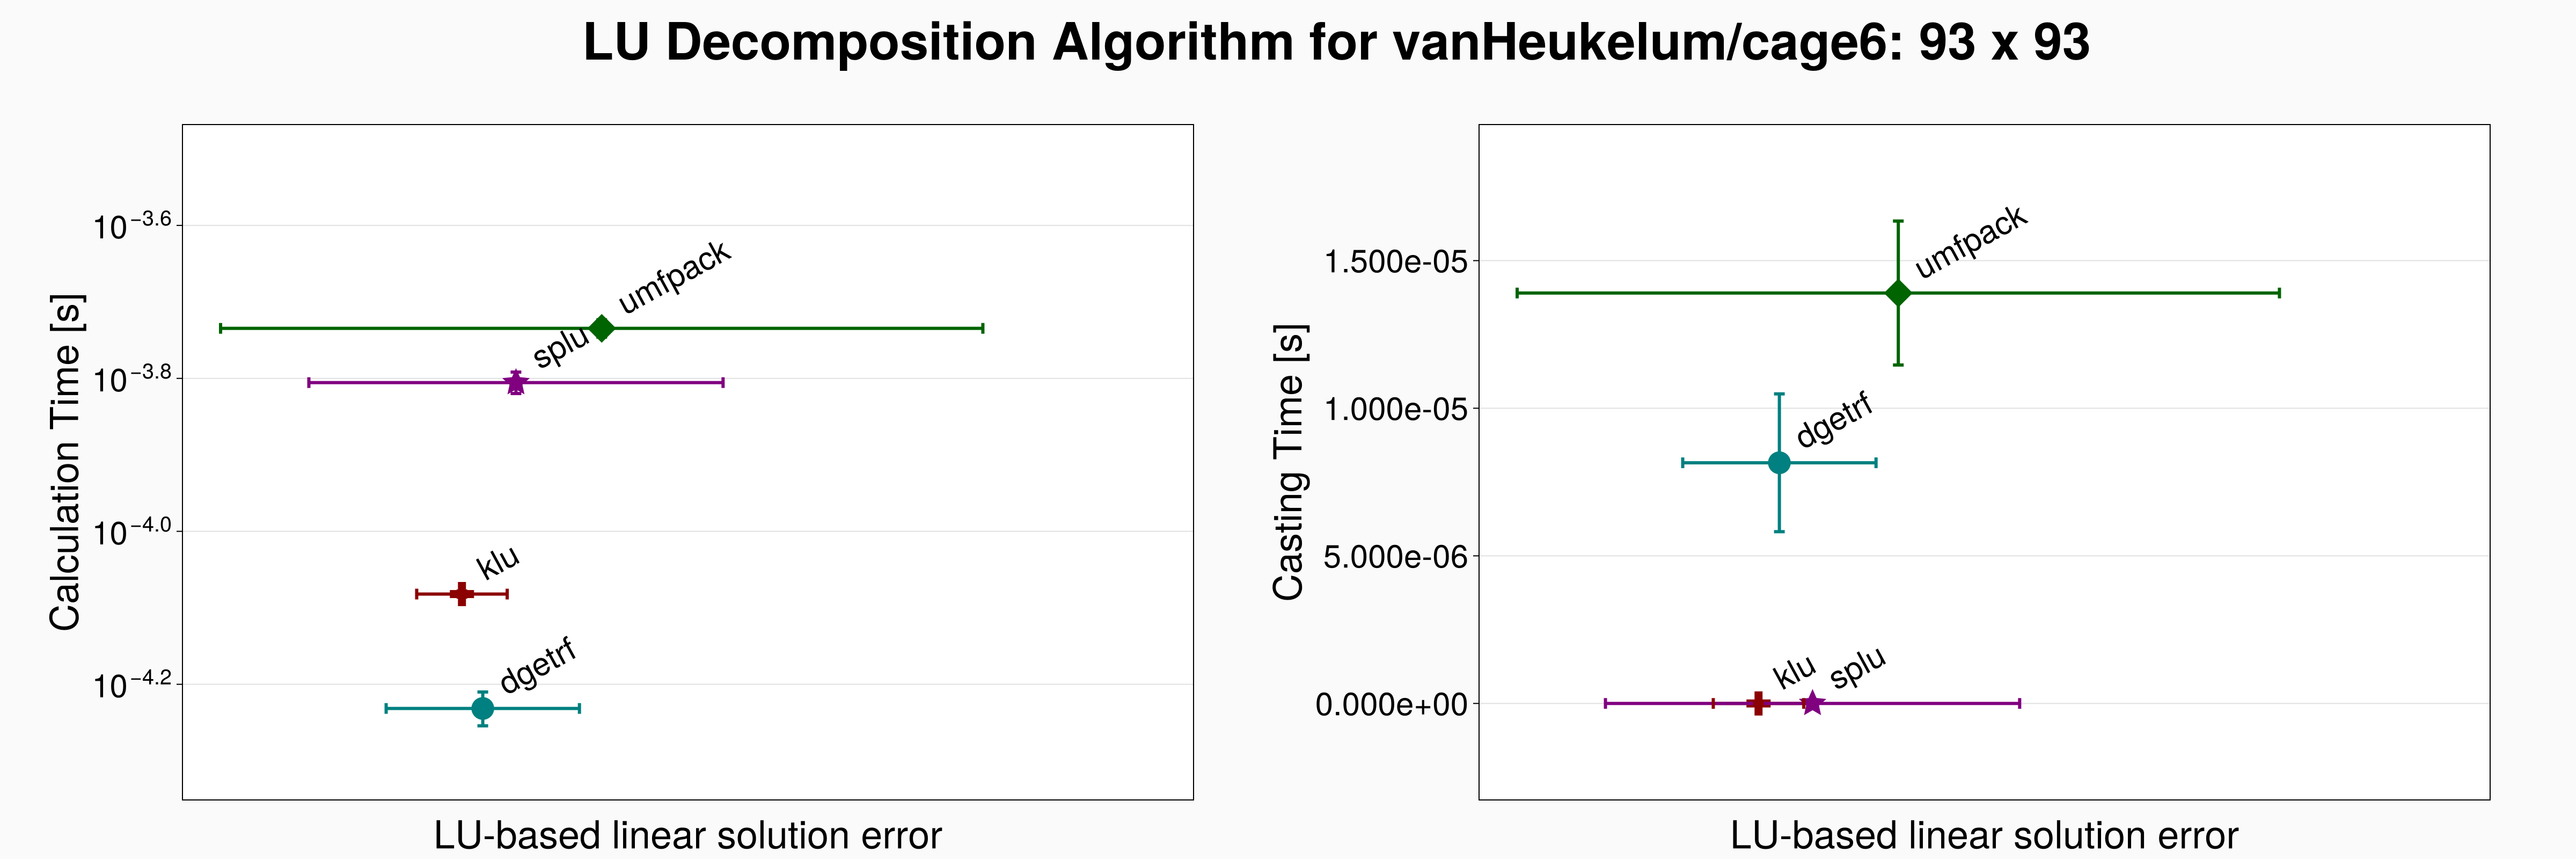 LU Decomposition Algorithm for vanHeukelum/cage6: 93 x 93
Calculation Time [s]
10^−3.6
10^−3.8
10^−4.0
10^−4.2
umfpack
splu
klu
dgetrf
LU-based linear solution error
Casting Time [s]
1.500e-05
1.000e-05
5.000e-06
0.000e+00
umfpack
dgetrf
klu
splu
LU-based linear solution error